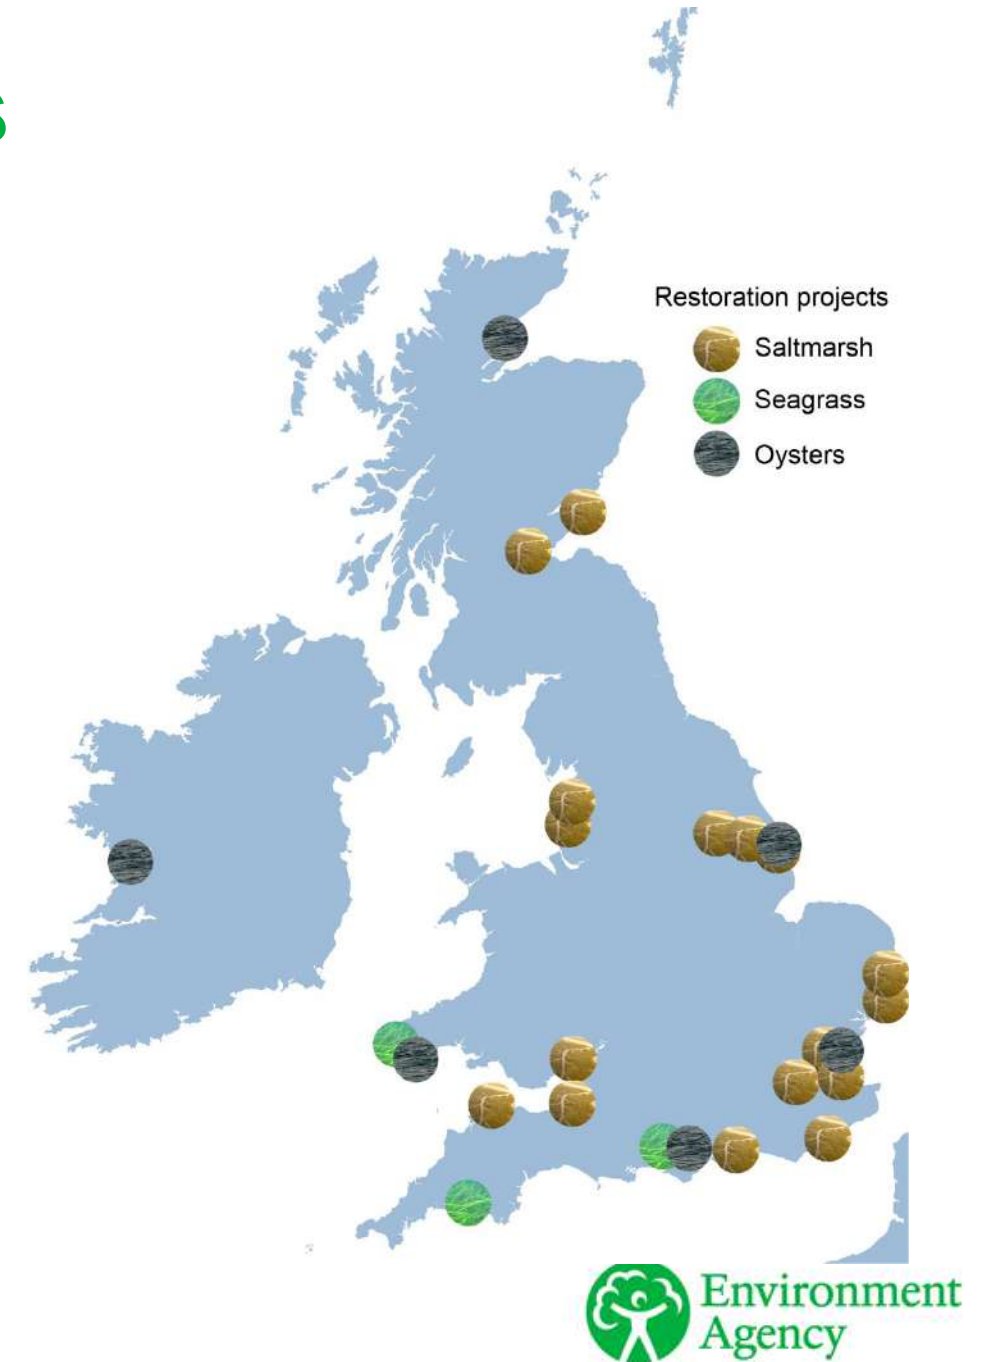 s
Restoration projects
Saltmarsh
Seagrass
Oysters
Environment
Agency